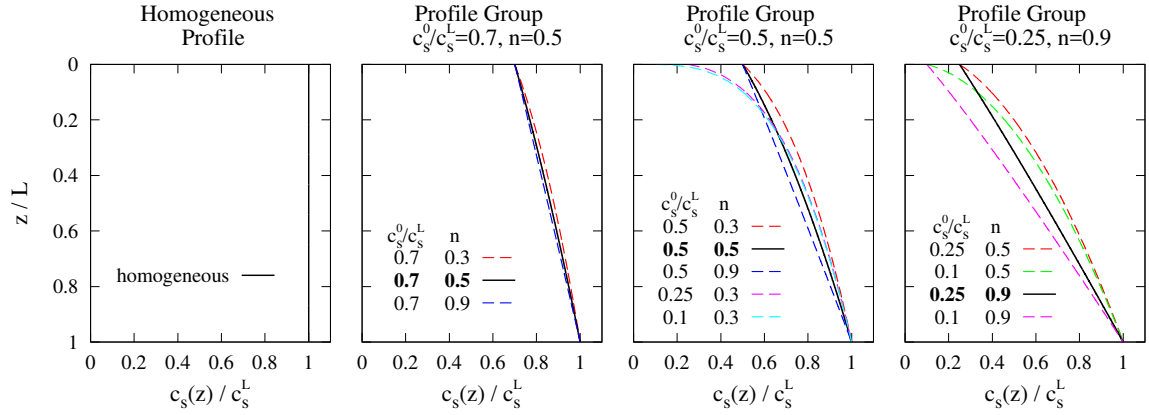 Homogeneous
Profile
Profile Group
c_s^0/c_s^L=0.7, n=0.5
Profile Group
c_s^0/c_s^L=0.5, n=0.5
Profile Group
c_s^0/c_s^L=0.25, n=0.9
z / L
0
0.2
0.4
0.6
0.8
1
homogeneous
c_s^0/c_s^L n
0.7 0.3
0.7 0.5
0.7 0.9
c_s^0/c_s^L n
0.5 0.3
0.5 0.5
0.5 0.9
0.25 0.3
0.1 0.3
c_s^0/c_s^L n
0.25 0.5
0.1 0.5
0.25 0.9
0.1 0.9
0 0.2 0.4 0.6 0.8 1
0 0.2 0.4 0.6 0.8 1
0 0.2 0.4 0.6 0.8 1
0 0.2 0.4 0.6 0.8 1
c_s(z) / c_s^L
c_s(z) / c_s^L
c_s(z) / c_s^L
c_s(z) / c_s^L